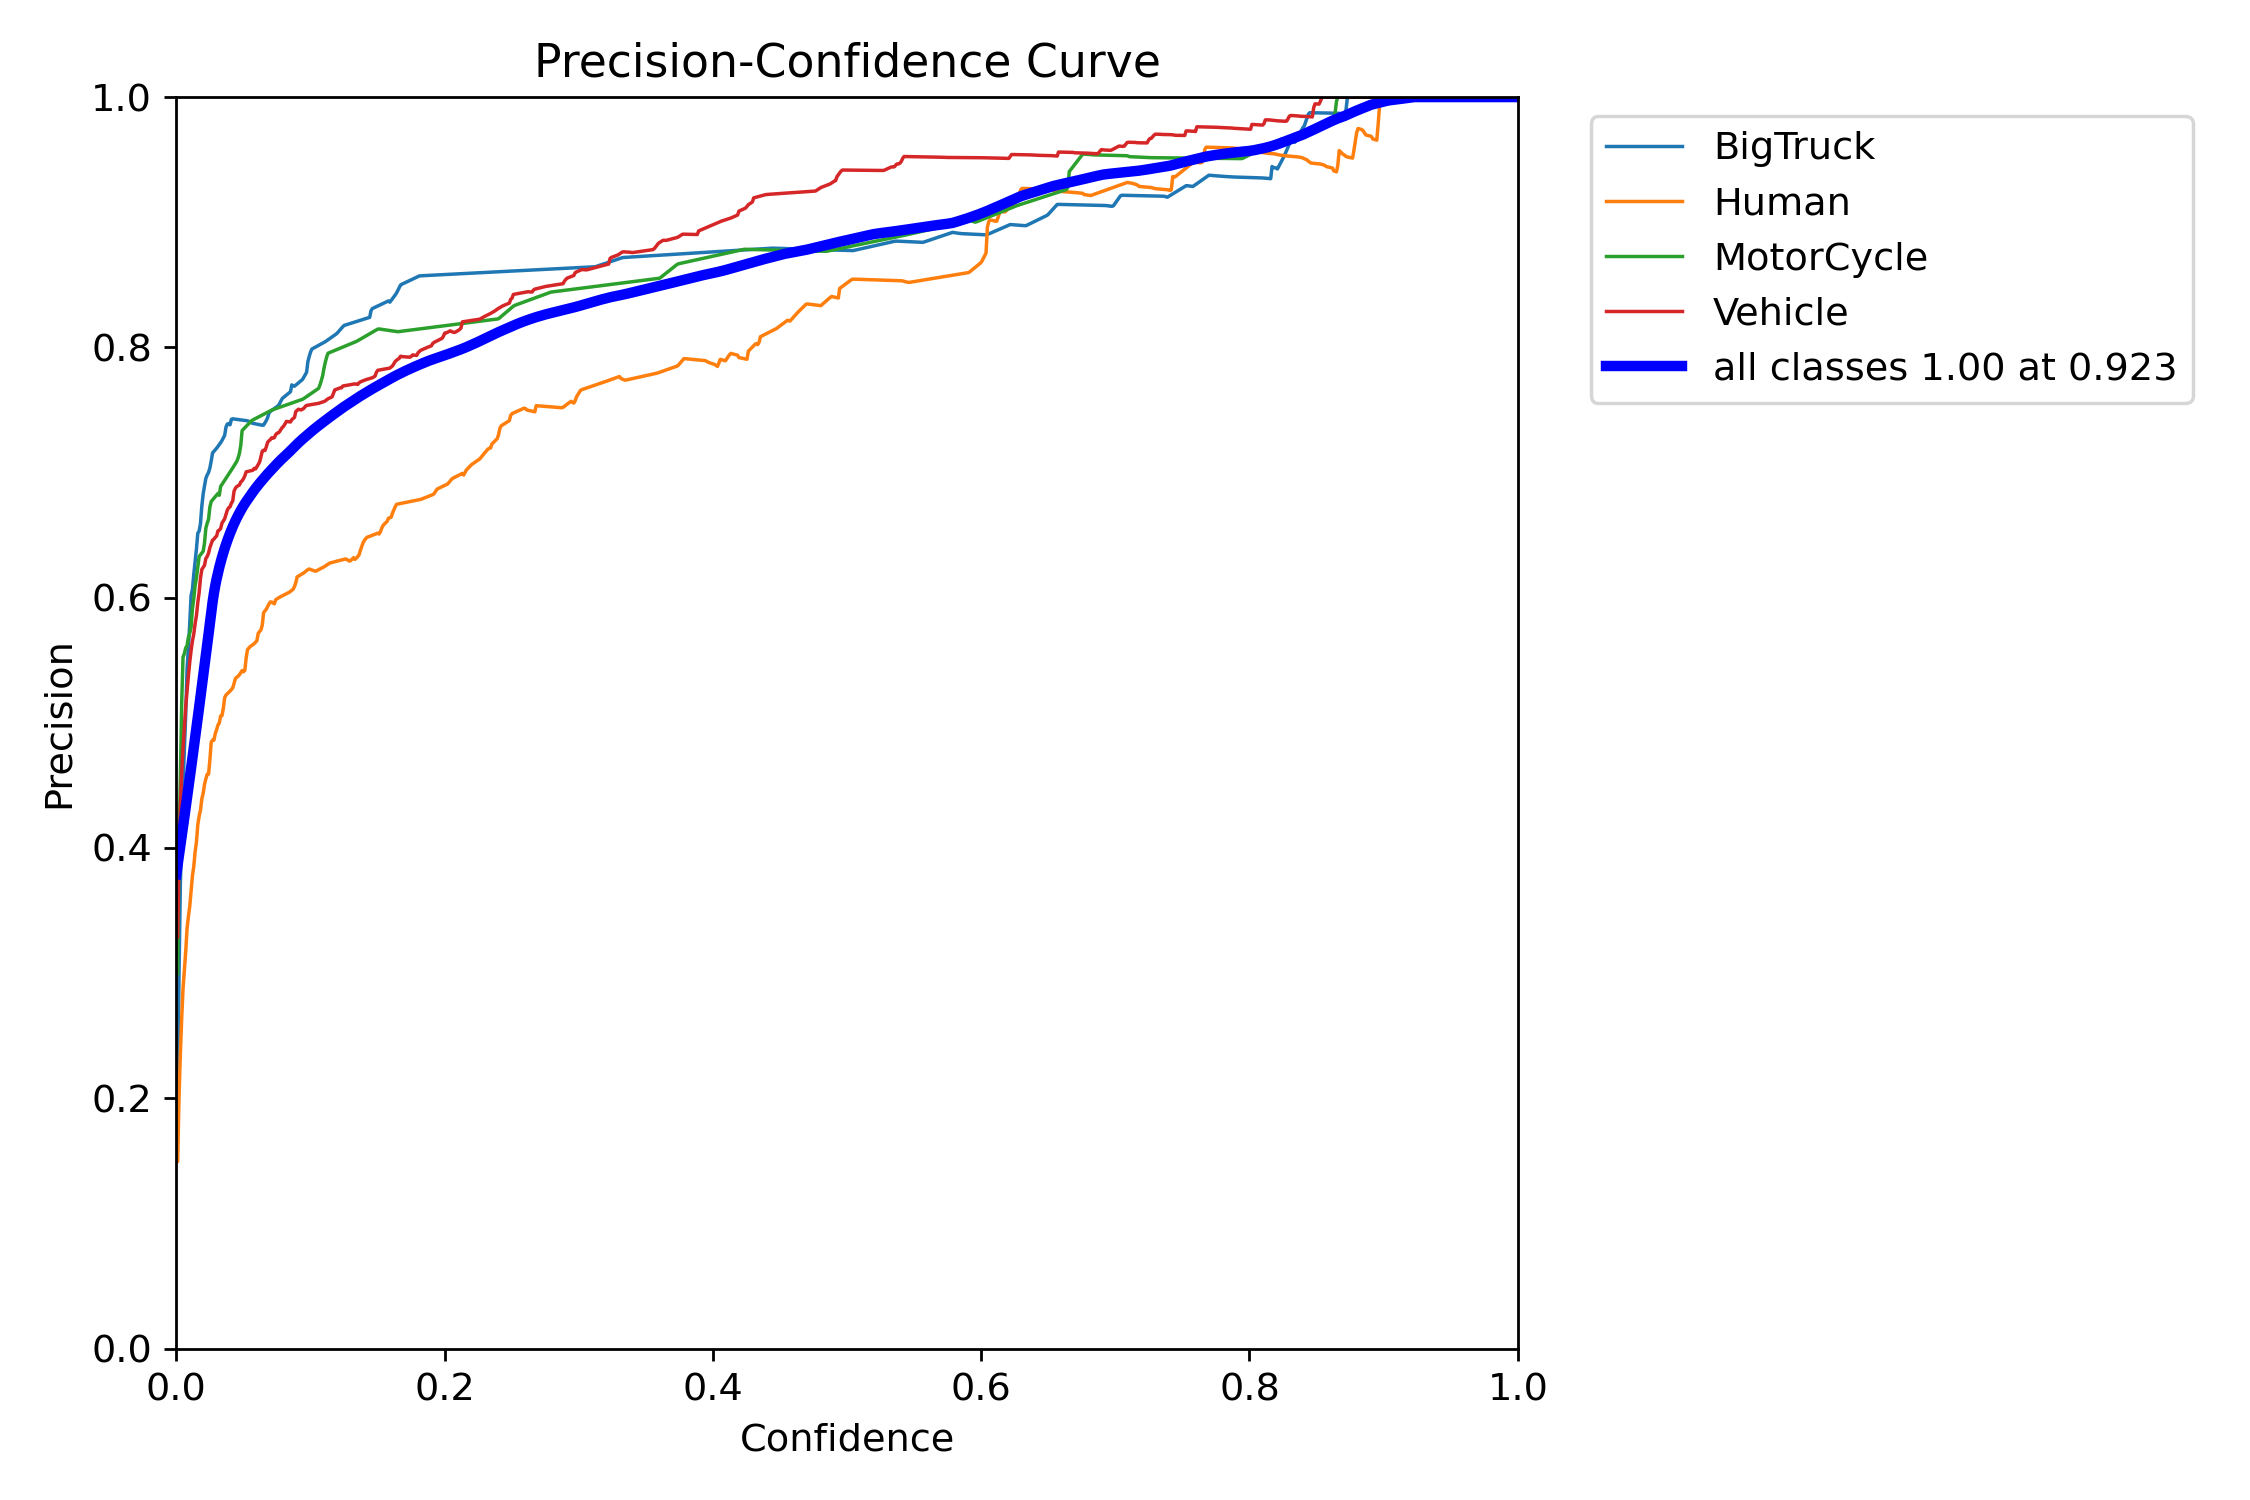 Precision-Confidence Curve
1.0
0.8
0.6
0.4
0.2
0.0
Precision
0.0 0.2 0.4 0.6 0.8 1.0
Confidence
BigTruck
Human
MotorCycle
Vehicle
all classes 1.00 at 0.923